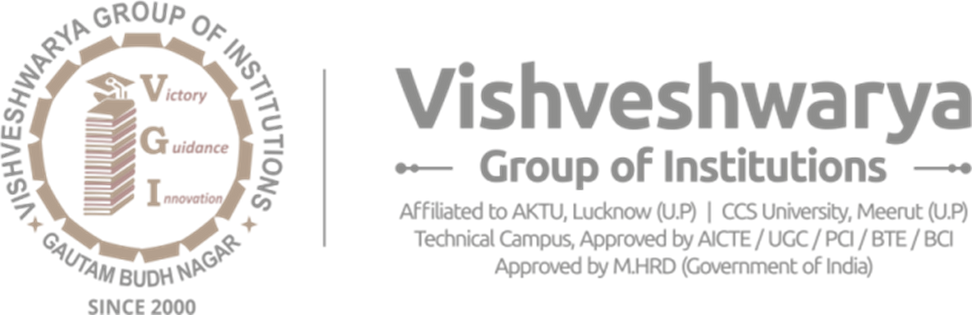 VISHVESHWARYA GROUP OF INSTITUTIONS
Victory
Guidance
Innovation
GAUTAM BUDH NAGAR
SINCE 2000
Vishveshwarya
Group of Institutions
Affiliated to AKTU, Lucknow (U.P) | CCS University, Meerut (U.P)
Technical Campus, Approved by AICTE / UGC / PCI / BTE / BCI
Approved by M.HRD (Government of India)